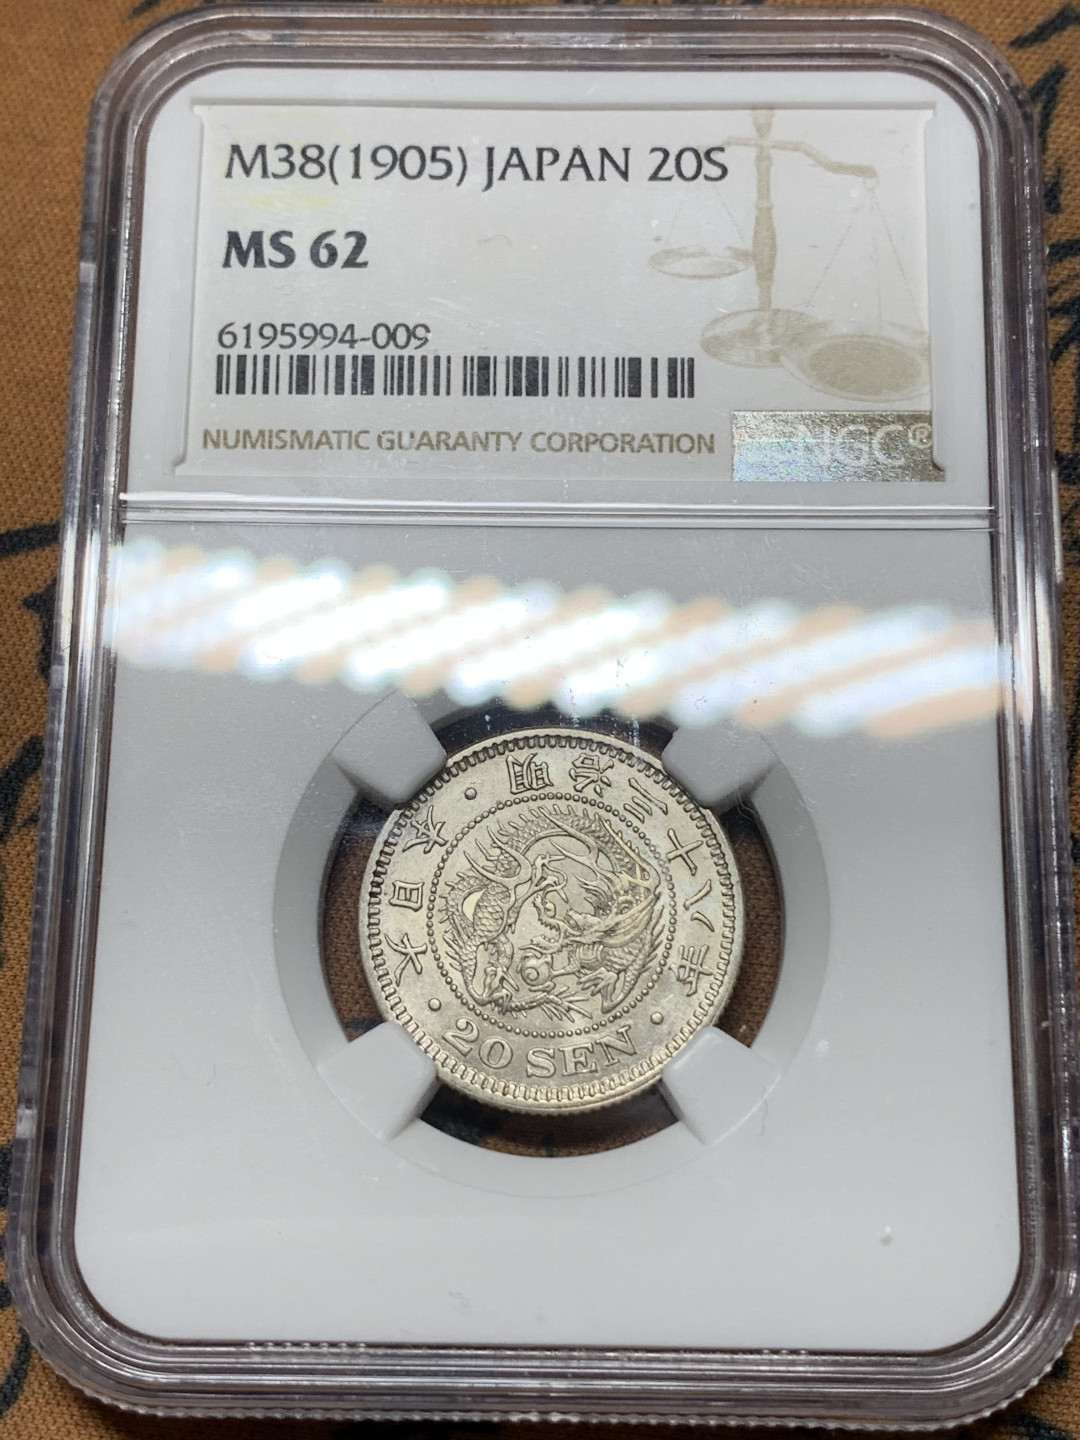 M38(1905) JAPAN 20S
MS 62
6195994-009
NUMISMATIC GUARANTY CORPORATION
NGC®
大日本 · 明治三十八年 ·
20 SEN